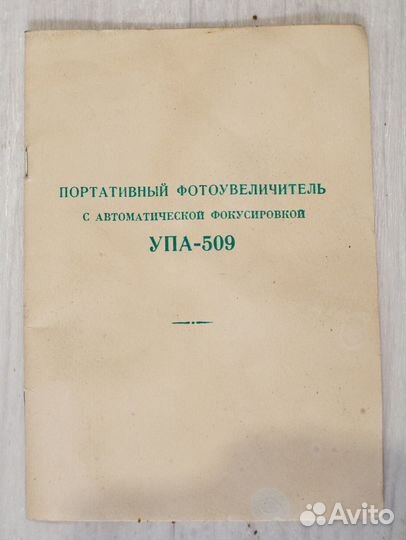 ПОРТАТИВНЫЙ ФОТОУВЕЛИЧИТЕЛЬ
С АВТОМАТИЧЕСКОЙ ФОКУСИРОВКОЙ
УПА-509
Avito